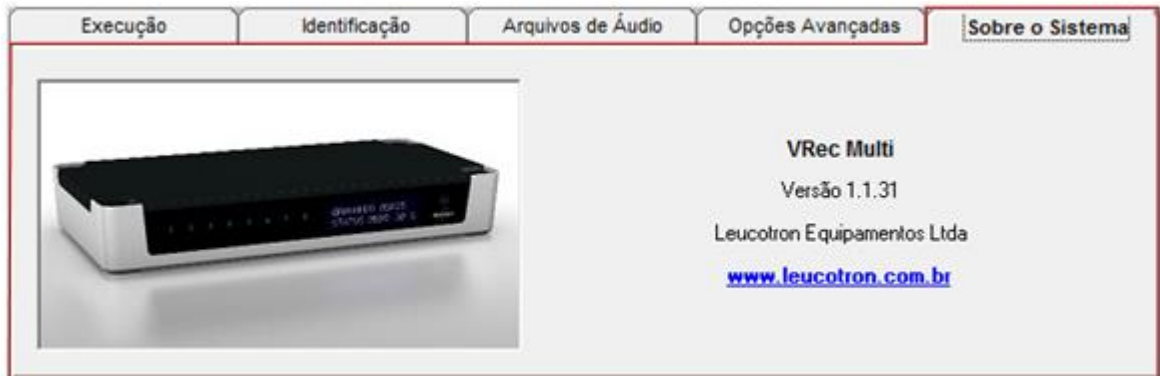 Execução
Identificação
Arquivos de Áudio
Opções Avançadas
Sobre o Sistema
VRec Multi
Versão 1.1.31
Leucotron Equipamentos Ltda
www.leucotron.com.br